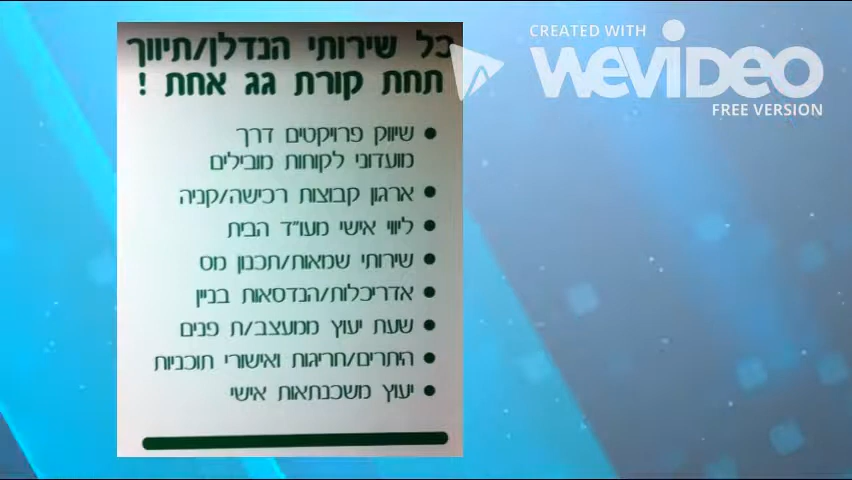 כל שירותי הנדלן/תיווך
תחת קורת גג אחת !
• שיווק פרויקטים דרך
מועדוני לקוחות מובילים
• ארגון קבוצות רכישה/קניה
• ליווי אישי מעו״ד הבית
• שירותי שמאות/תכנון מס
• אדריכלות/הנדסאות בניין
• שעת יעוץ ממעצב/ת פנים
• היתרים/חריגות ואישורי תוכניות
• יעוץ משכנתאות אישי
CREATED WITH
WEVIDEO
FREE VERSION